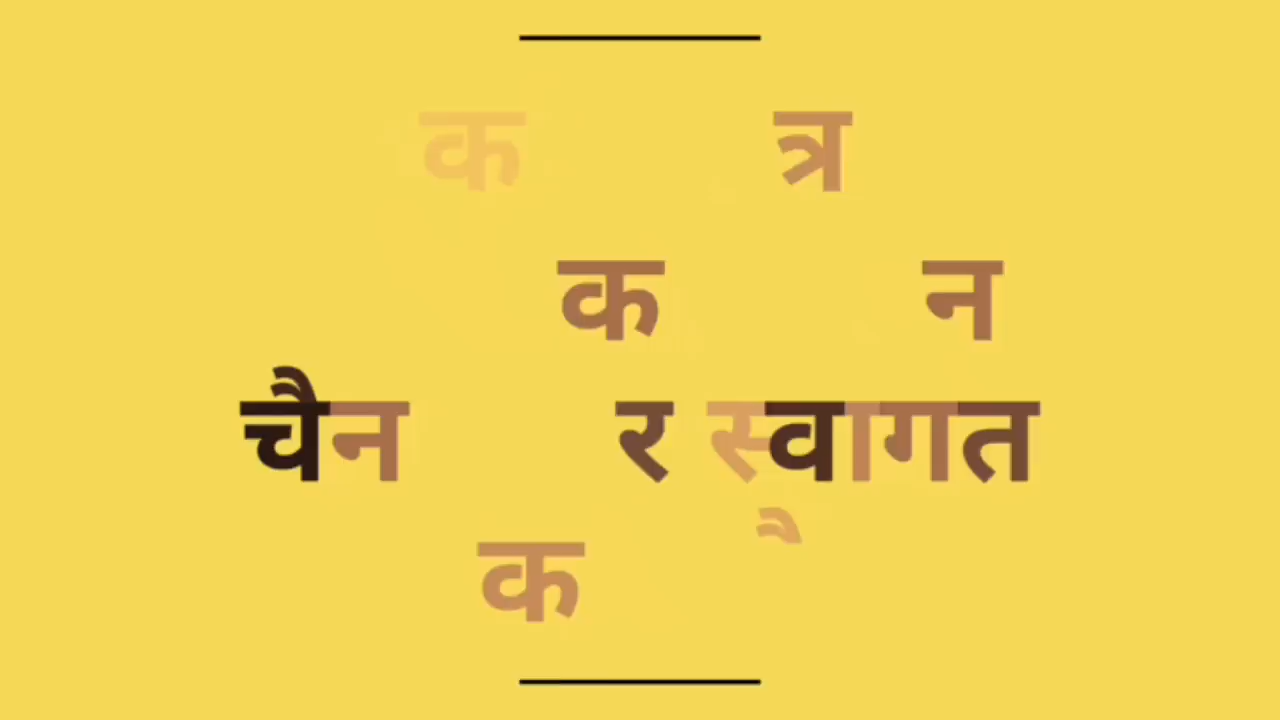 क त्र
क न
चैन र स्वागत
क ै